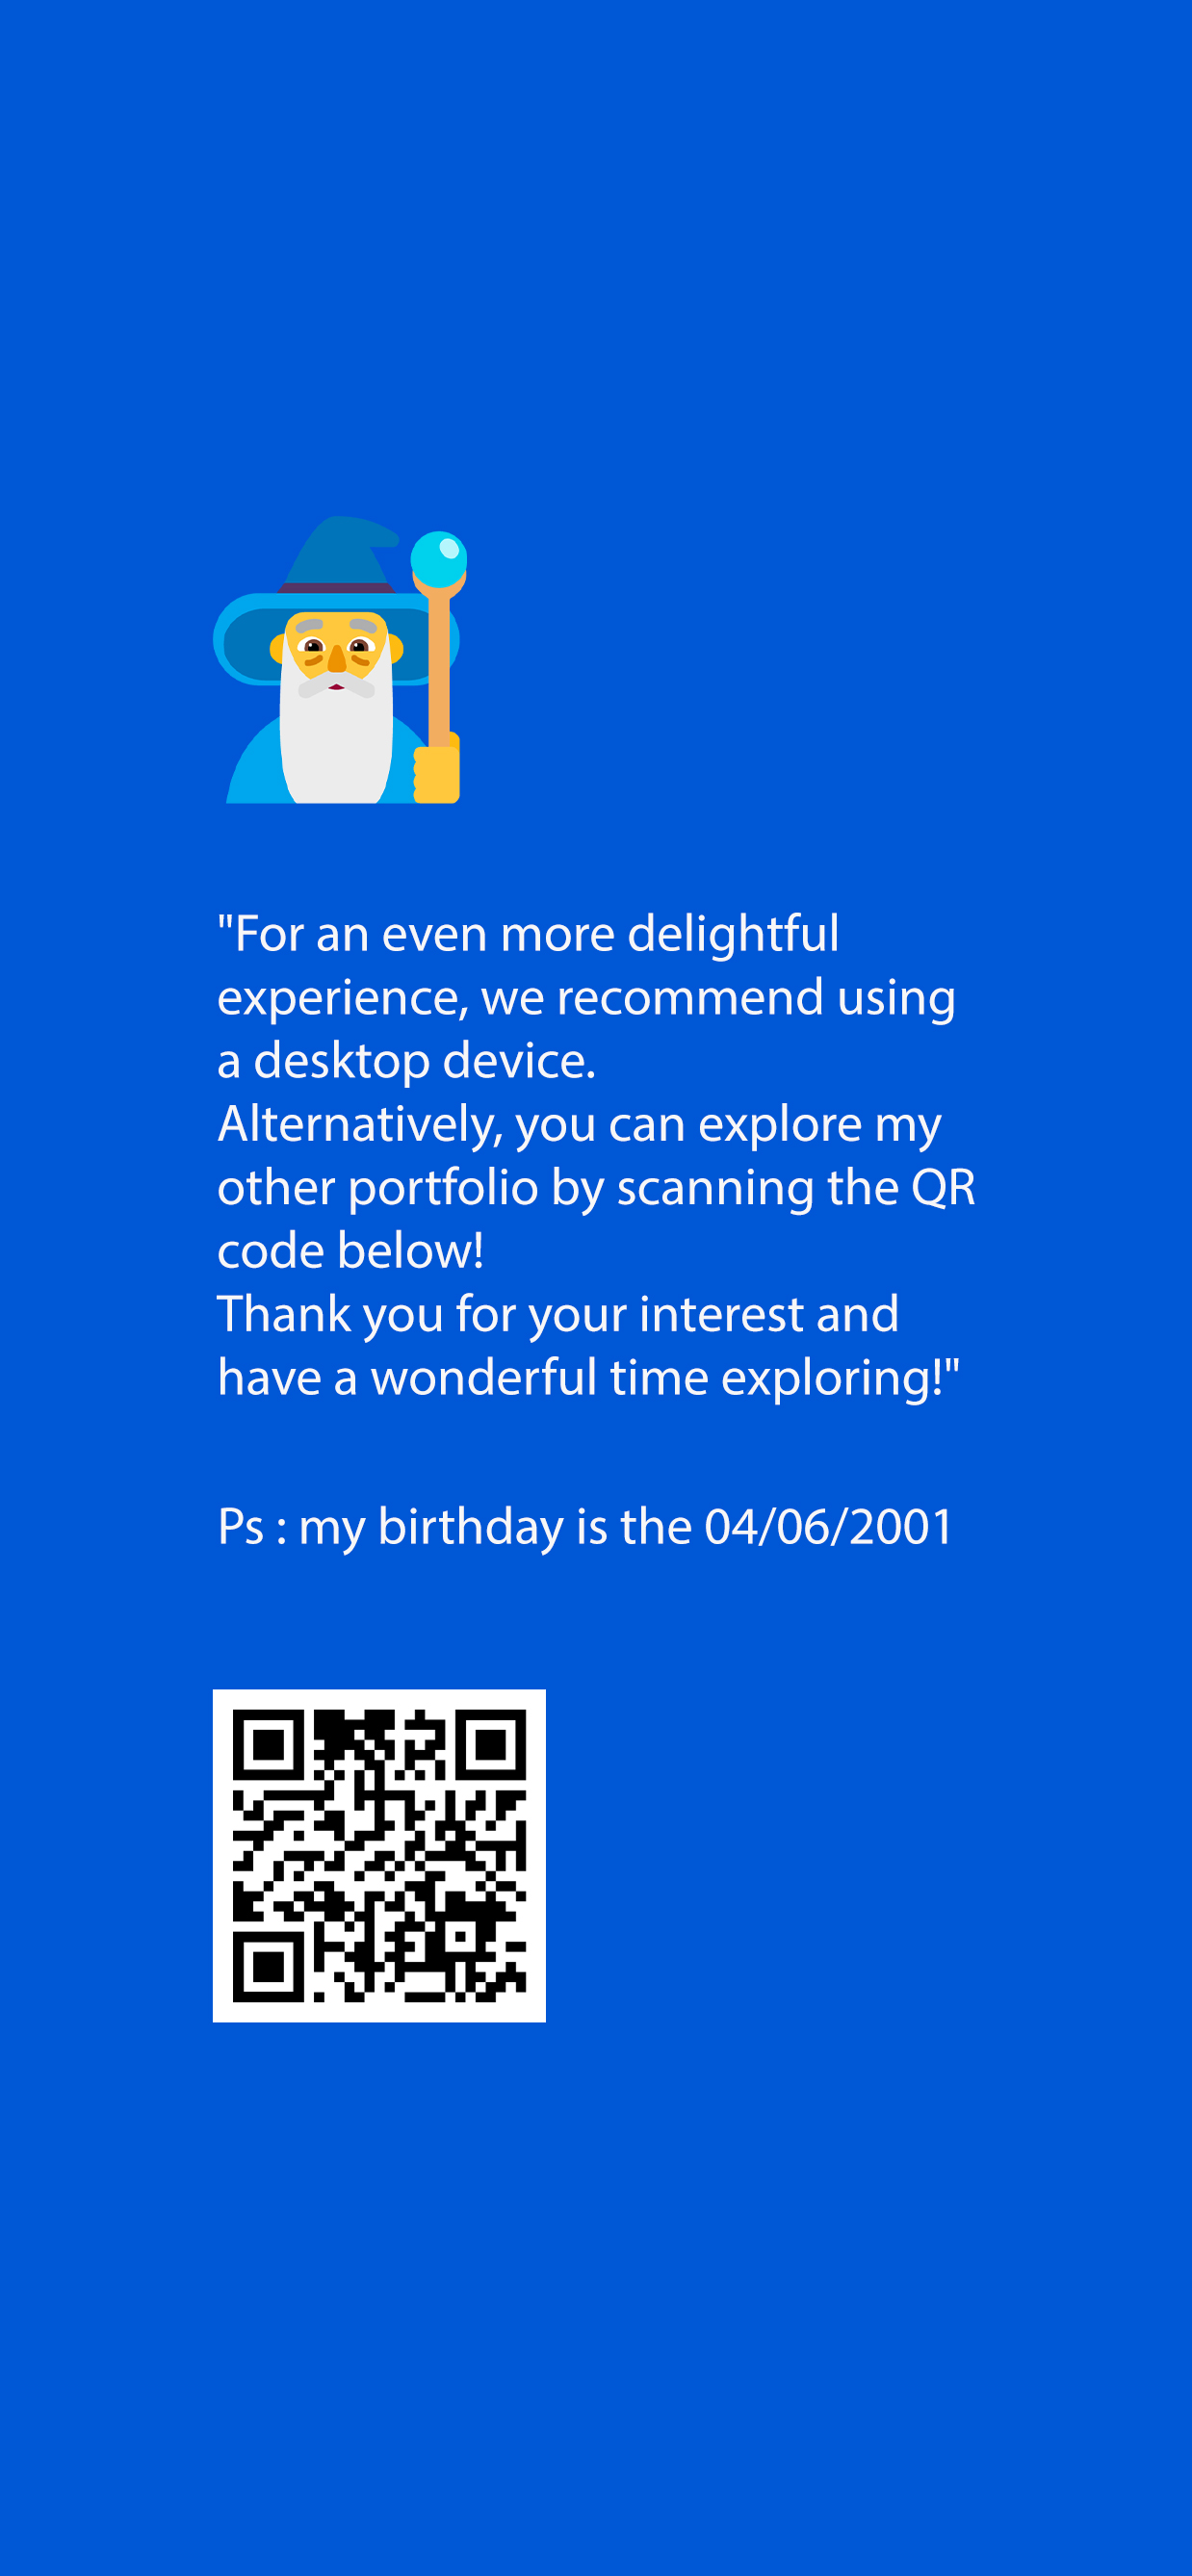 "For an even more delightful
experience, we recommend using
a desktop device.
Alternatively, you can explore my
other portfolio by scanning the QR
code below!
Thank you for your interest and
have a wonderful time exploring!"
Ps : my birthday is the 04/06/2001